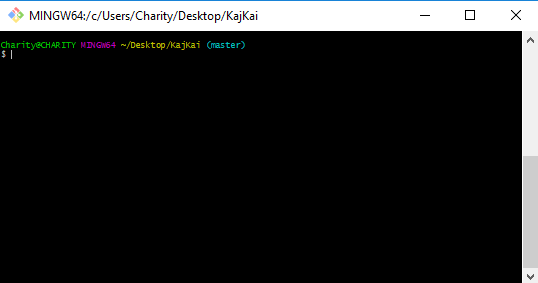 MINGW64:/c/Users/Charity/Desktop/KajKai
Charity@CHARITY MINGW64 ~/Desktop/KajKai (master)
$